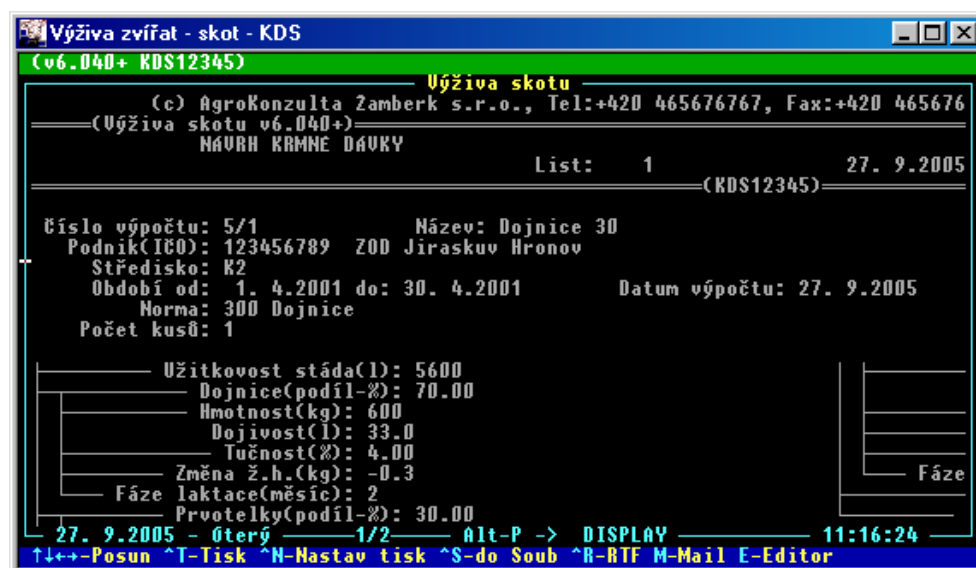 Výživa zvířat - skot - KDS
(v6.040+ KDS12345)
Výživa skotu
(c) AgroKonzulta Žamberk s.r.o., Tel:+420 465676767, Fax:+420 465676
(Výživa skotu v6.040+)
NÁVRH KRMNÉ DÁVKY
List: 1 27. 9.2005
(KDS12345)
Číslo výpočtu: 5/1 Název: Dojnice 30
Podnik(IČO): 123456789 ZOD Jiraskuv Hronov
Středisko: K2
Období od: 1. 4.2001 do: 30. 4.2001 Datum výpočtu: 27. 9.2005
Norma: 300 Dojnice
Počet kusů: 1
Užitkovost stáda(l): 5600
Dojnice(podíl-%): 70.00
Hmotnost(kg): 600
Dojivost(l): 33.0
Tučnost(%): 4.00
Změna ž.h.(kg): -0.3
Fáze
Fáze laktace(měsíc): 2
Prvotelky(podíl-%): 30.00
27. 9.2005 - Úterý 1/2 Alt-P -> DISPLAY 11:16:24
↑↓←→-Posun ^T-Tisk ^N-Nastav tisk ^S-do Soub ^R-RTF M-Mail E-Editor